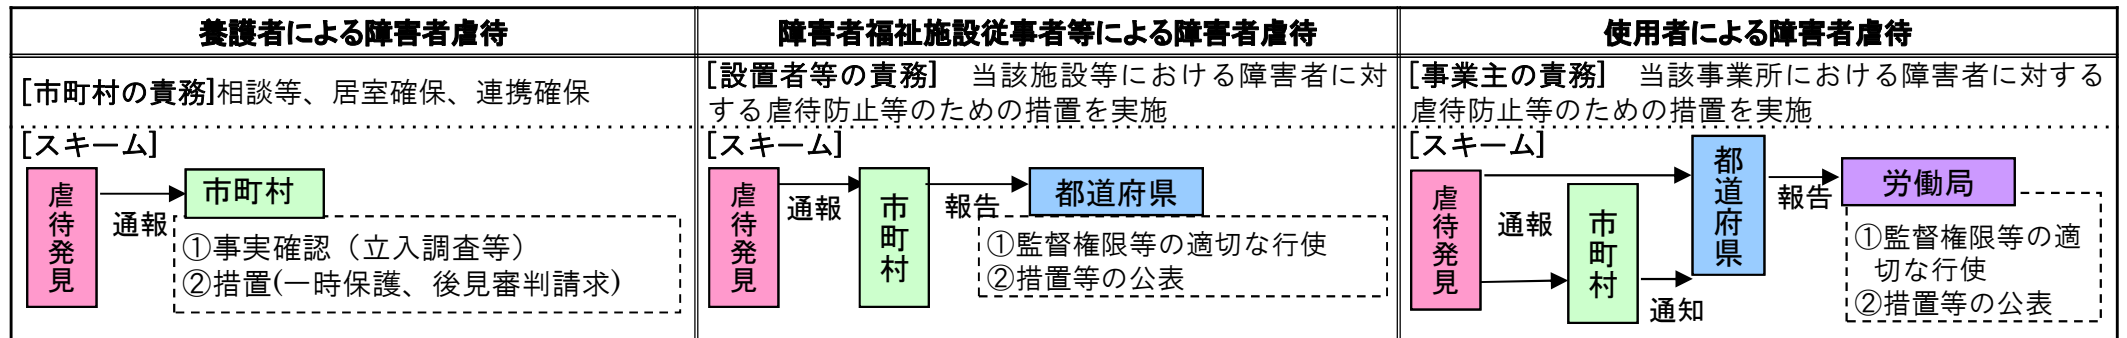 養護者による障害者虐待
[市町村の責務]相談等、居室確保、連携確保
[スキーム]
虐待発見
通報
市町村
①事実確認（立入調査等）
②措置(一時保護、後見審判請求)
障害者福祉施設従事者等による障害者虐待
[設置者等の責務]　当該施設等における障害者に対
する虐待防止等のための措置を実施
[スキーム]
虐待発見
通報
市町村
報告
都道府県
①監督権限等の適切な行使
②措置等の公表
使用者による障害者虐待
[事業主の責務]　当該事業所における障害者に対する
虐待防止等のための措置を実施
[スキーム]
虐待発見
通報
市町村
通知
都道府県
報告
労働局
①監督権限等の適
切な行使
②措置等の公表